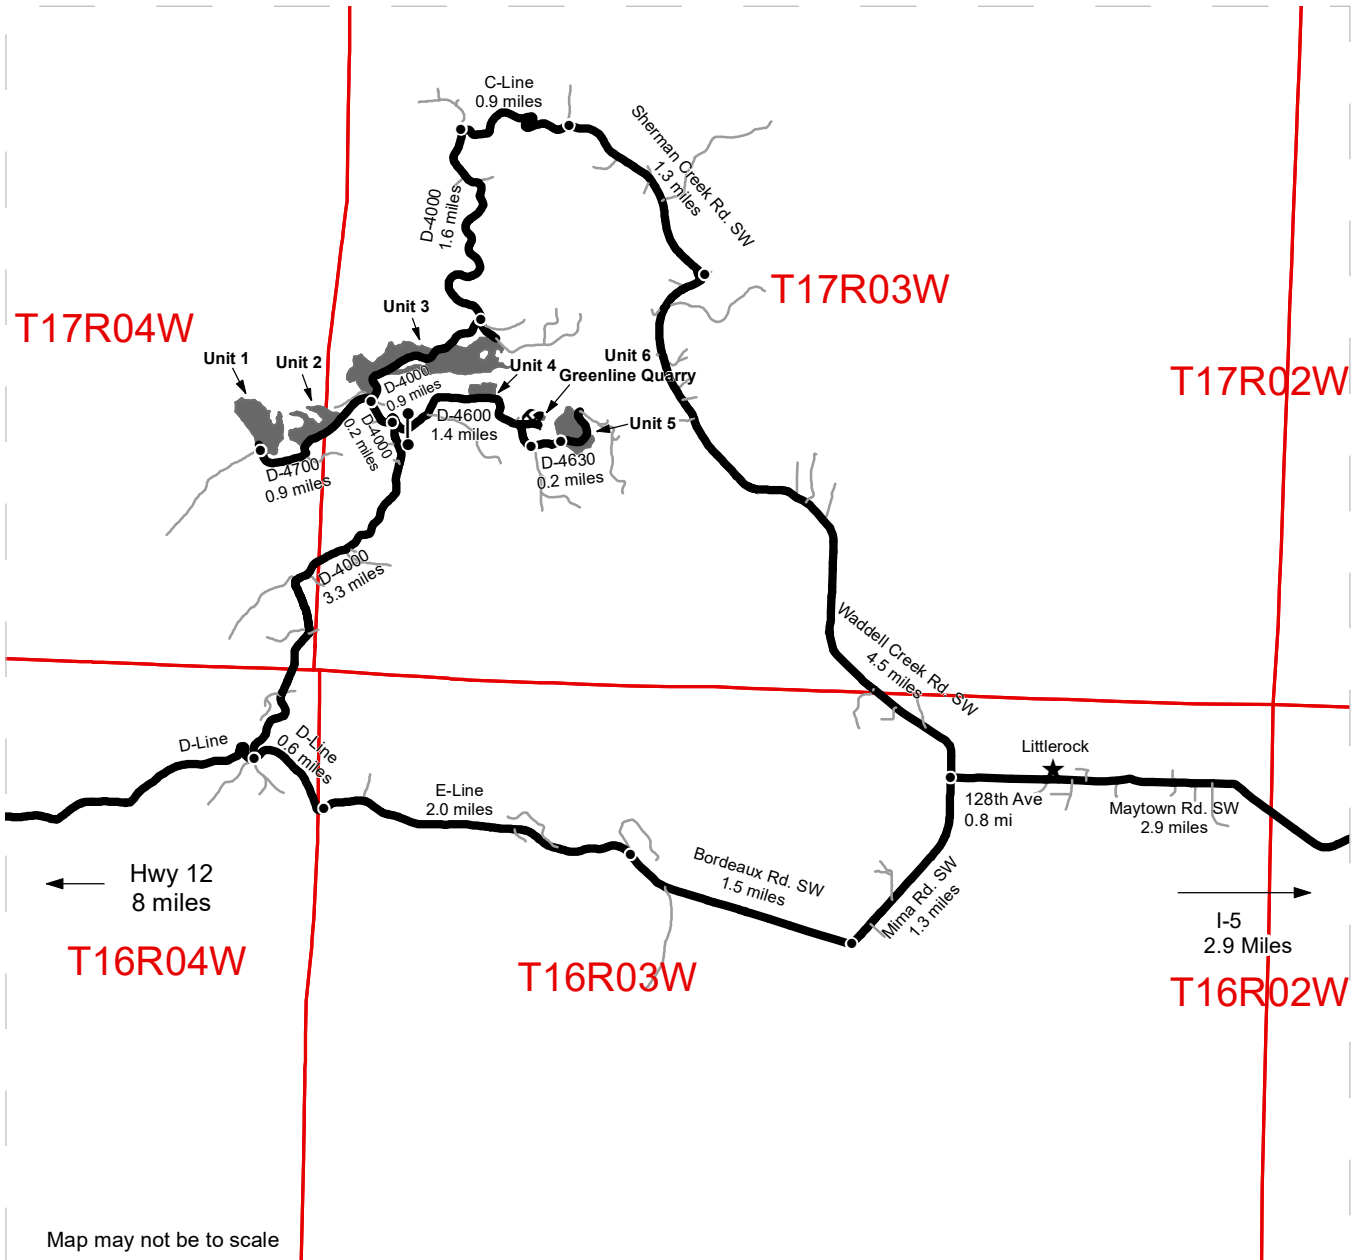 C-Line
0.9 miles
Sherman Creek Rd. SW
1.3 miles
D-4000
1.6 miles
T17R03W
T17R04W
Unit 3
Unit 1
Unit 2
Unit 6
Greenline Quarry
Unit 4
T17R02W
D-4000
0.9 miles
D-4000
0.2 miles
D-4600
1.4 miles
Unit 5
D-4700
0.9 miles
D-4630
0.2 miles
D-4000
3.3 miles
Waddell Creek Rd. SW
4.5 miles
D-Line
D-Line
0.6 miles
Littlerock
E-Line
2.0 miles
128th Ave
0.8 mi
Maytown Rd. SW
2.9 miles
Hwy 12
8 miles
Bordeaux Rd. SW
1.5 miles
Mima Rd. SW
1.3 miles
I-5
2.9 Miles
T16R04W
T16R03W
T16R02W
Map may not be to scale